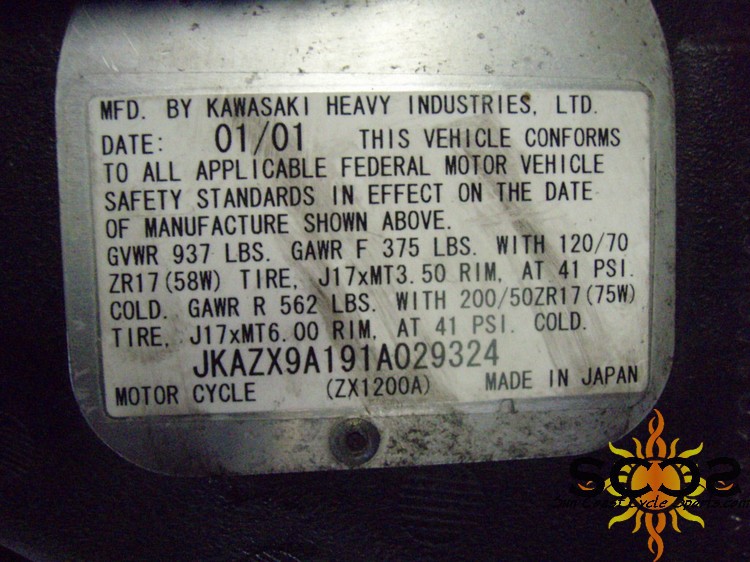 MFD. BY KAWASAKI HEAVY INDUSTRIES, LTD.
DATE: 01/01 THIS VEHICLE CONFORMS
TO ALL APPLICABLE FEDERAL MOTOR VEHICLE
SAFETY STANDARDS IN EFFECT ON THE DATE
OF MANUFACTURE SHOWN ABOVE.
GVWR 937 LBS. GAWR F 375 LBS. WITH 120/70
ZR17(58W) TIRE, J17xMT3.50 RIM, AT 41 PSI.
COLD. GAWR R 562 LBS. WITH 200/50ZR17(75W)
TIRE, J17xMT6.00 RIM, AT 41 PSI. COLD.
JKAZX9A191A029324
MOTOR CYCLE (ZX1200A) MADE IN JAPAN